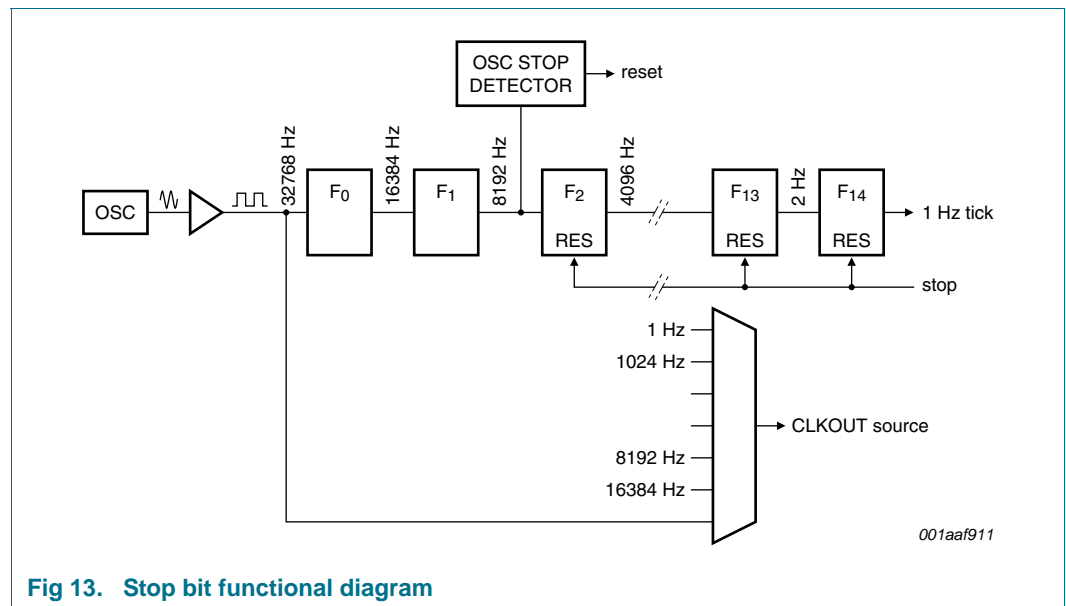 OSC STOP
DETECTOR
reset
32768 Hz
16384 Hz
8192 Hz
4096 Hz
2 Hz
OSC
F0
F1
F2
RES
F13
RES
F14
RES
1 Hz tick
stop
1 Hz
1024 Hz
CLKOUT source
8192 Hz
16384 Hz
001aaf911
Fig 13. Stop bit functional diagram